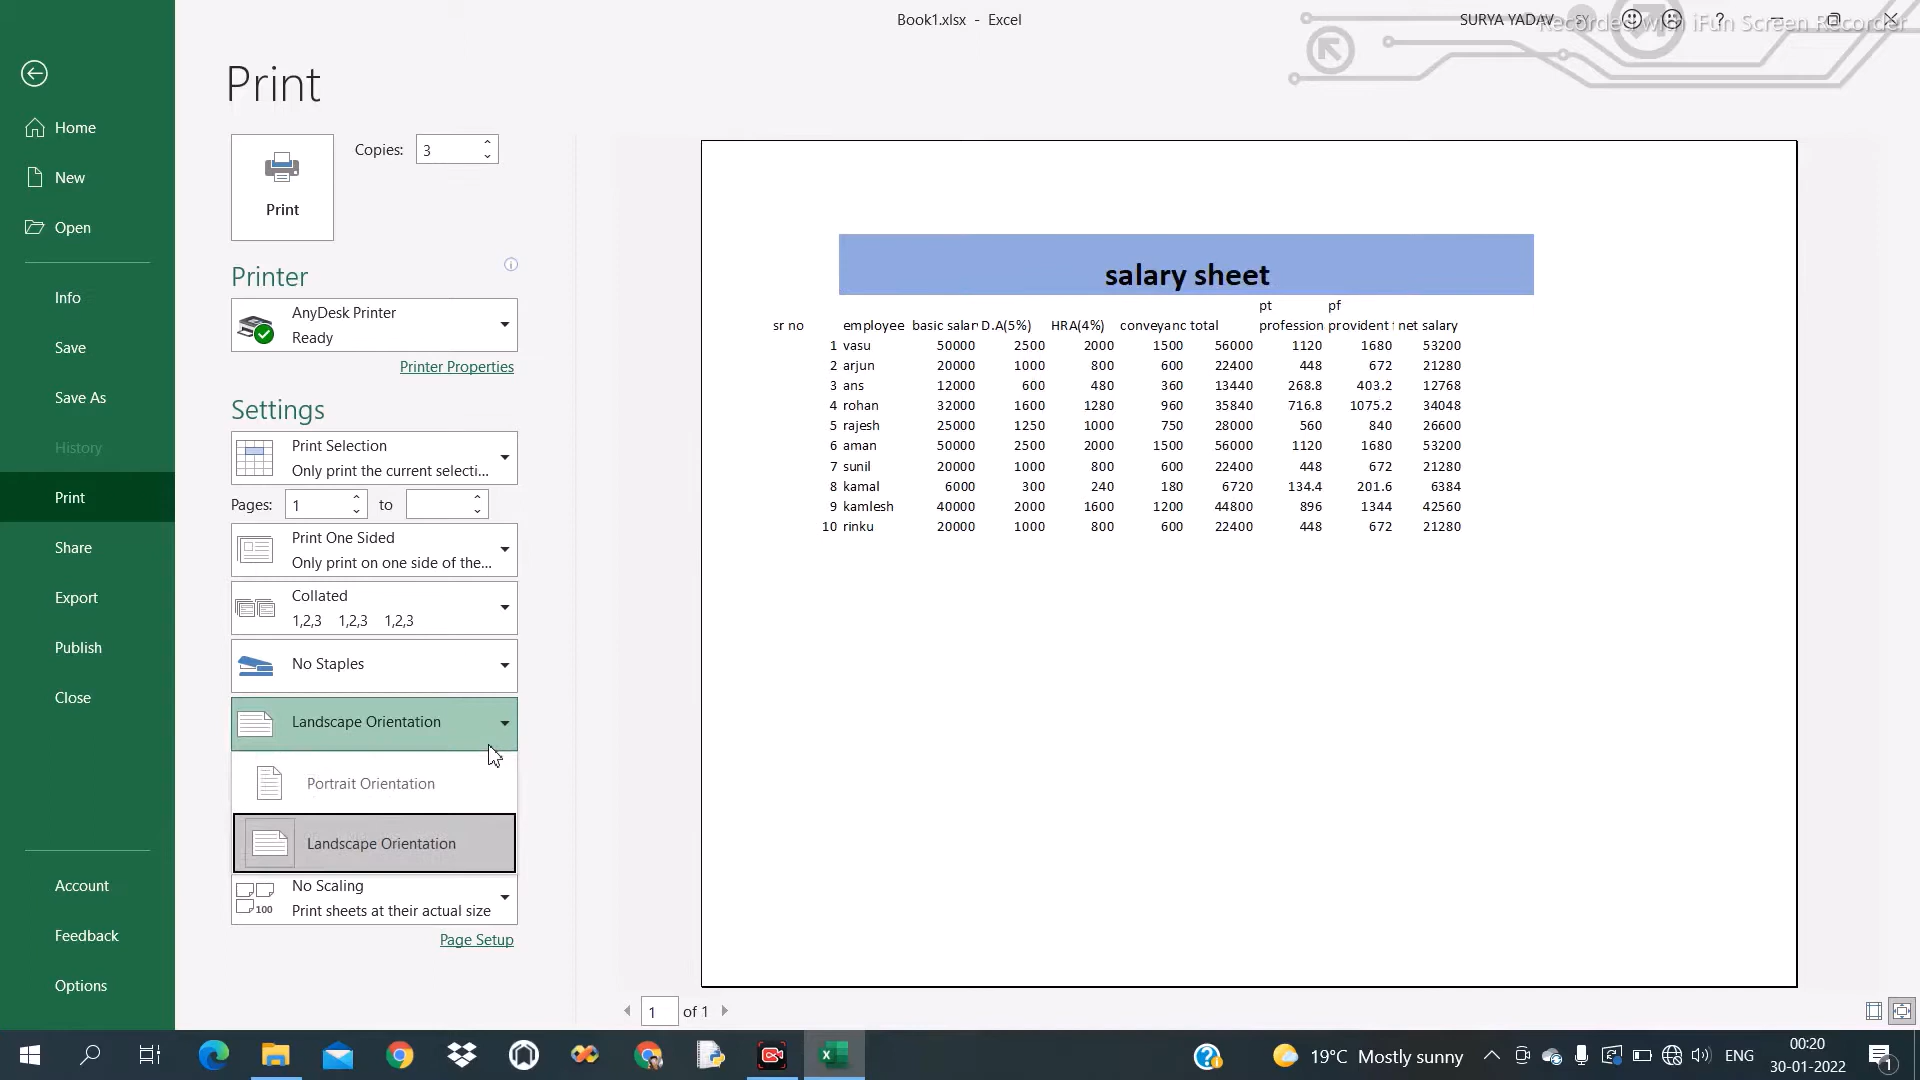 Book1.xlsx - Excel
SURYA YADAV
SY
?
Recorded with iFun Screen Recorder
Print
Home
New
Open
Info
Save
Save As
History
Print
Share
Export
Publish
Close
Account
Feedback
Options
Print
Copies: 3
Printer
AnyDesk Printer
Ready
Printer Properties
Settings
Print Selection
Only print the current selecti...
Pages: 1 to
Print One Sided
Only print on one side of the...
Collated
1,2,3 1,2,3 1,2,3
No Staples
Landscape Orientation
Portrait Orientation
Landscape Orientation
No Scaling
100
Print sheets at their actual size
Page Setup
salary sheet
pt pf
sr no employee basic salar D.A(5%) HRA(4%) conveyanc total profession provident net salary
1 vasu 50000 2500 2000 1500 56000 1120 1680 53200
2 arjun 20000 1000 800 600 22400 448 672 21280
3 ans 12000 600 480 360 13440 268.8 403.2 12768
4 rohan 32000 1600 1280 960 35840 716.8 1075.2 34048
5 rajesh 25000 1250 1000 750 28000 560 840 26600
6 aman 50000 2500 2000 1500 56000 1120 1680 53200
7 sunil 20000 1000 800 600 22400 448 672 21280
8 kamal 6000 300 240 180 6720 134.4 201.6 6384
9 kamlesh 40000 2000 1600 1200 44800 896 1344 42560
10 rinku 20000 1000 800 600 22400 448 672 21280
1 of 1
19°C Mostly sunny
ENG
00:20
30-01-2022
1